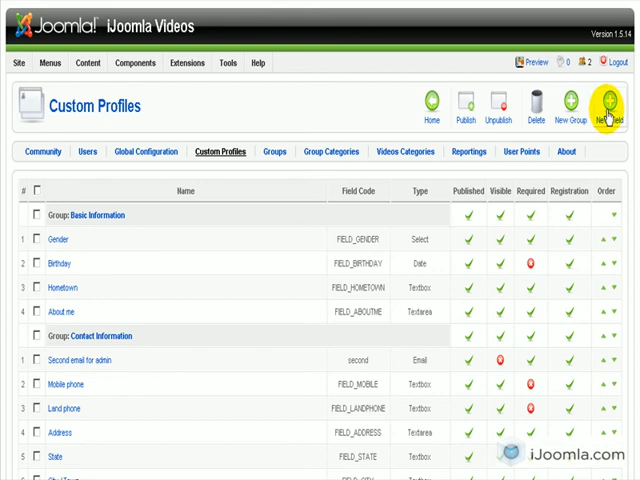 Joomla! iJoomla Videos
Version 1.5.14
Site Menus Content Components Extensions Tools Help Preview 0 2 Logout
Custom Profiles
Home Publish Unpublish Delete New Group
Community Users Global Configuration Custom Profiles Groups Group Categories Videos Categories Reportings User Points About
# Name Field Code Type Published Visible Required Registration Order
Group: Basic Information
1 Gender FIELD_GENDER Select
2 Birthday FIELD_BIRTHDAY Date
3 Hometown FIELD_HOMETOWN Textbox
4 About me FIELD_ABOUTME Textarea
Group: Contact Information
1 Second email for admin second Email
2 Mobile phone FIELD_MOBILE Textbox
3 Land phone FIELD_LANDPHONE Textbox
4 Address FIELD_ADDRESS Textarea
5 State FIELD_STATE Textbox
iJoomla.com